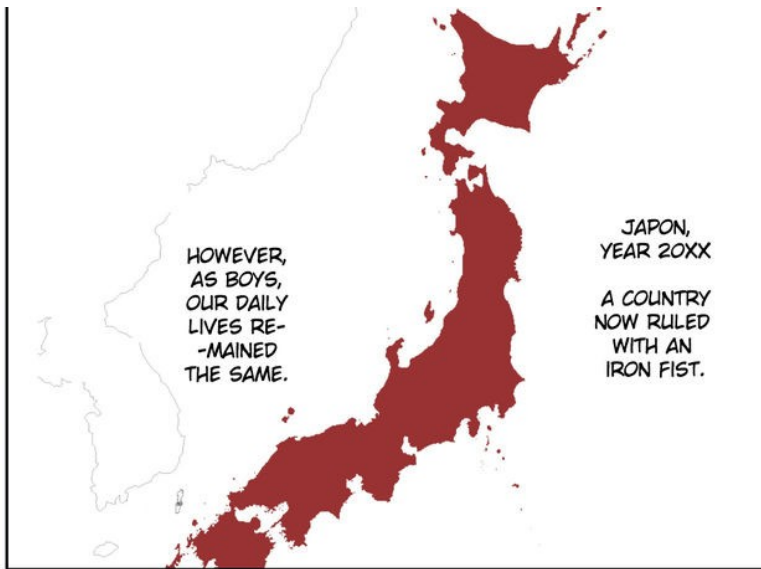 JAPON,
YEAR 20XX
A COUNTRY
NOW RULED
WITH AN
IRON FIST.
HOWEVER,
AS BOYS,
OUR DAILY
LIVES RE-
-MAINED
THE SAME.